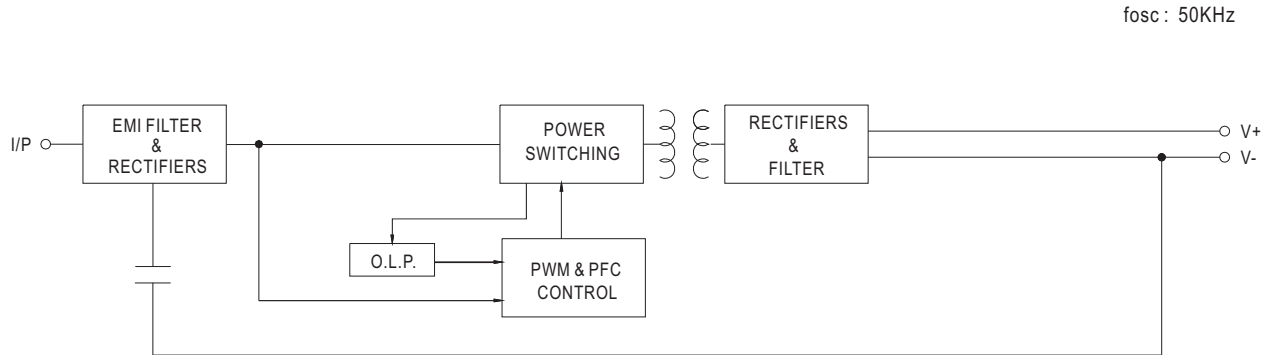 fosc : 50KHz
I/P
EMI FILTER
&
RECTIFIERS
POWER
SWITCHING
RECTIFIERS
&
FILTER
V+
V-
O.L.P.
PWM & PFC
CONTROL